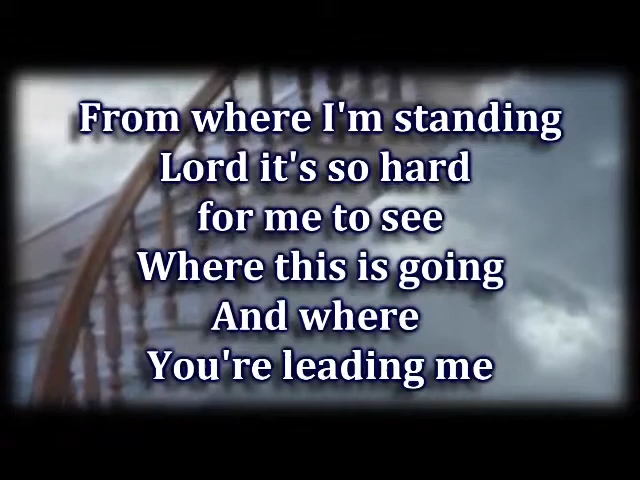 From where I'm standing
Lord it's so hard
for me to see
Where this is going
And where
You're leading me